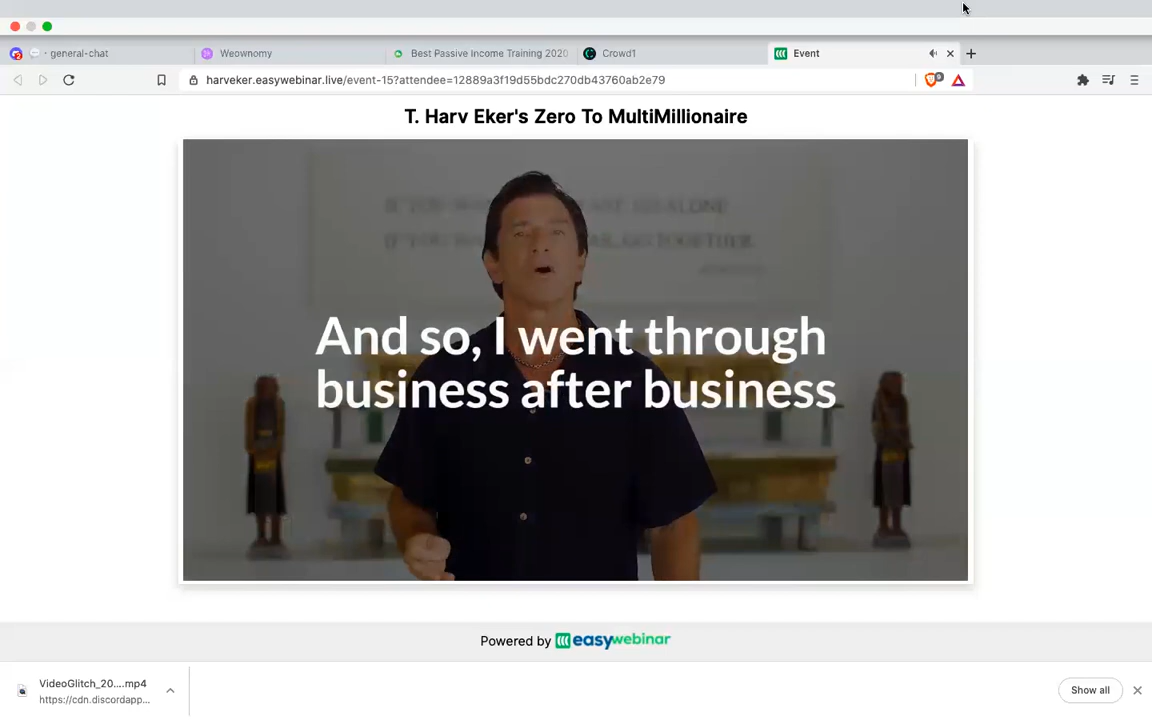 general-chat
Weownomy
Best Passive Income Training 2020
Crowd1
Event
harveker.easywebinar.live/event-15?attendee=12889a3f19d55bdc270db43760ab2e79
T. Harv Eker's Zero To MultiMillionaire
And so, I went through
business after business
Powered by easywebinar
VideoGlitch_20....mp4
https://cdn.discordapp...
Show all